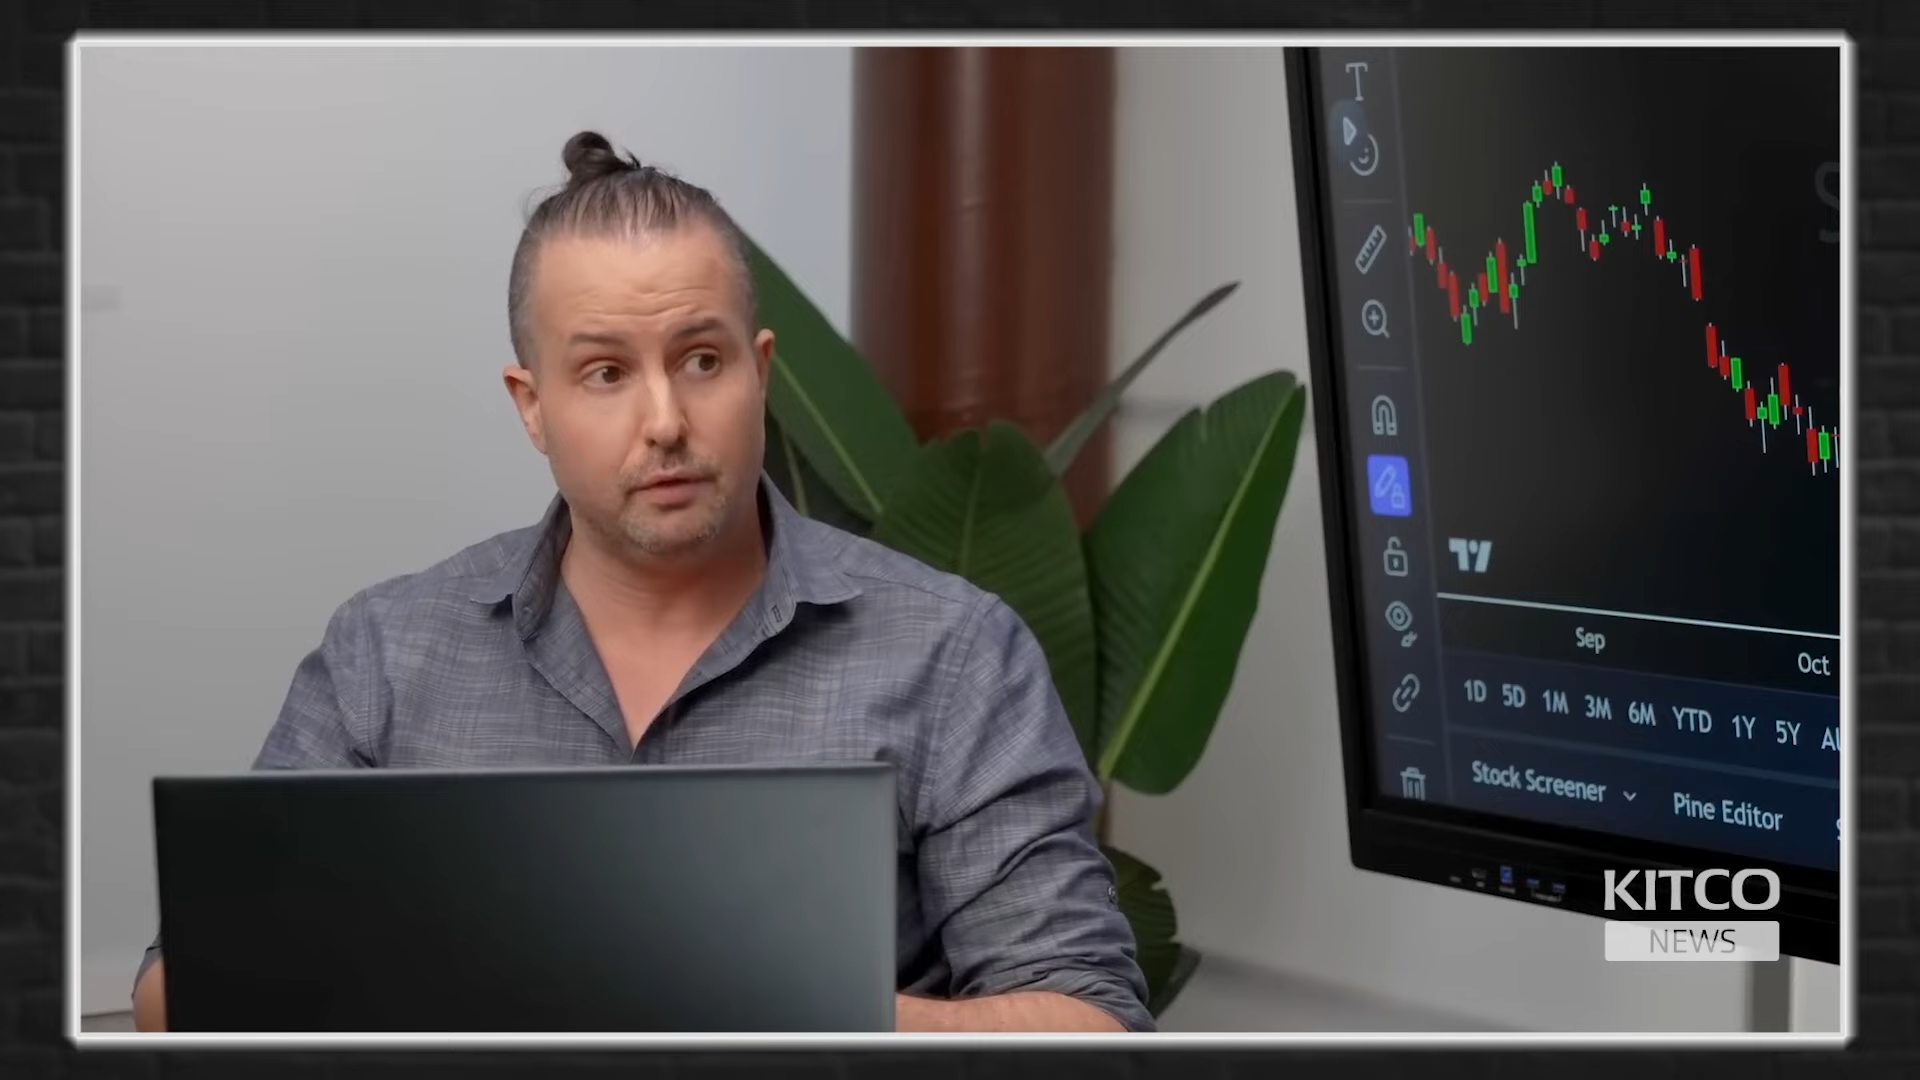 T
Sep
Oct
1D 5D 1M 3M 6M YTD 1Y 5Y
Stock Screener
Pine Editor
KITCO
NEWS